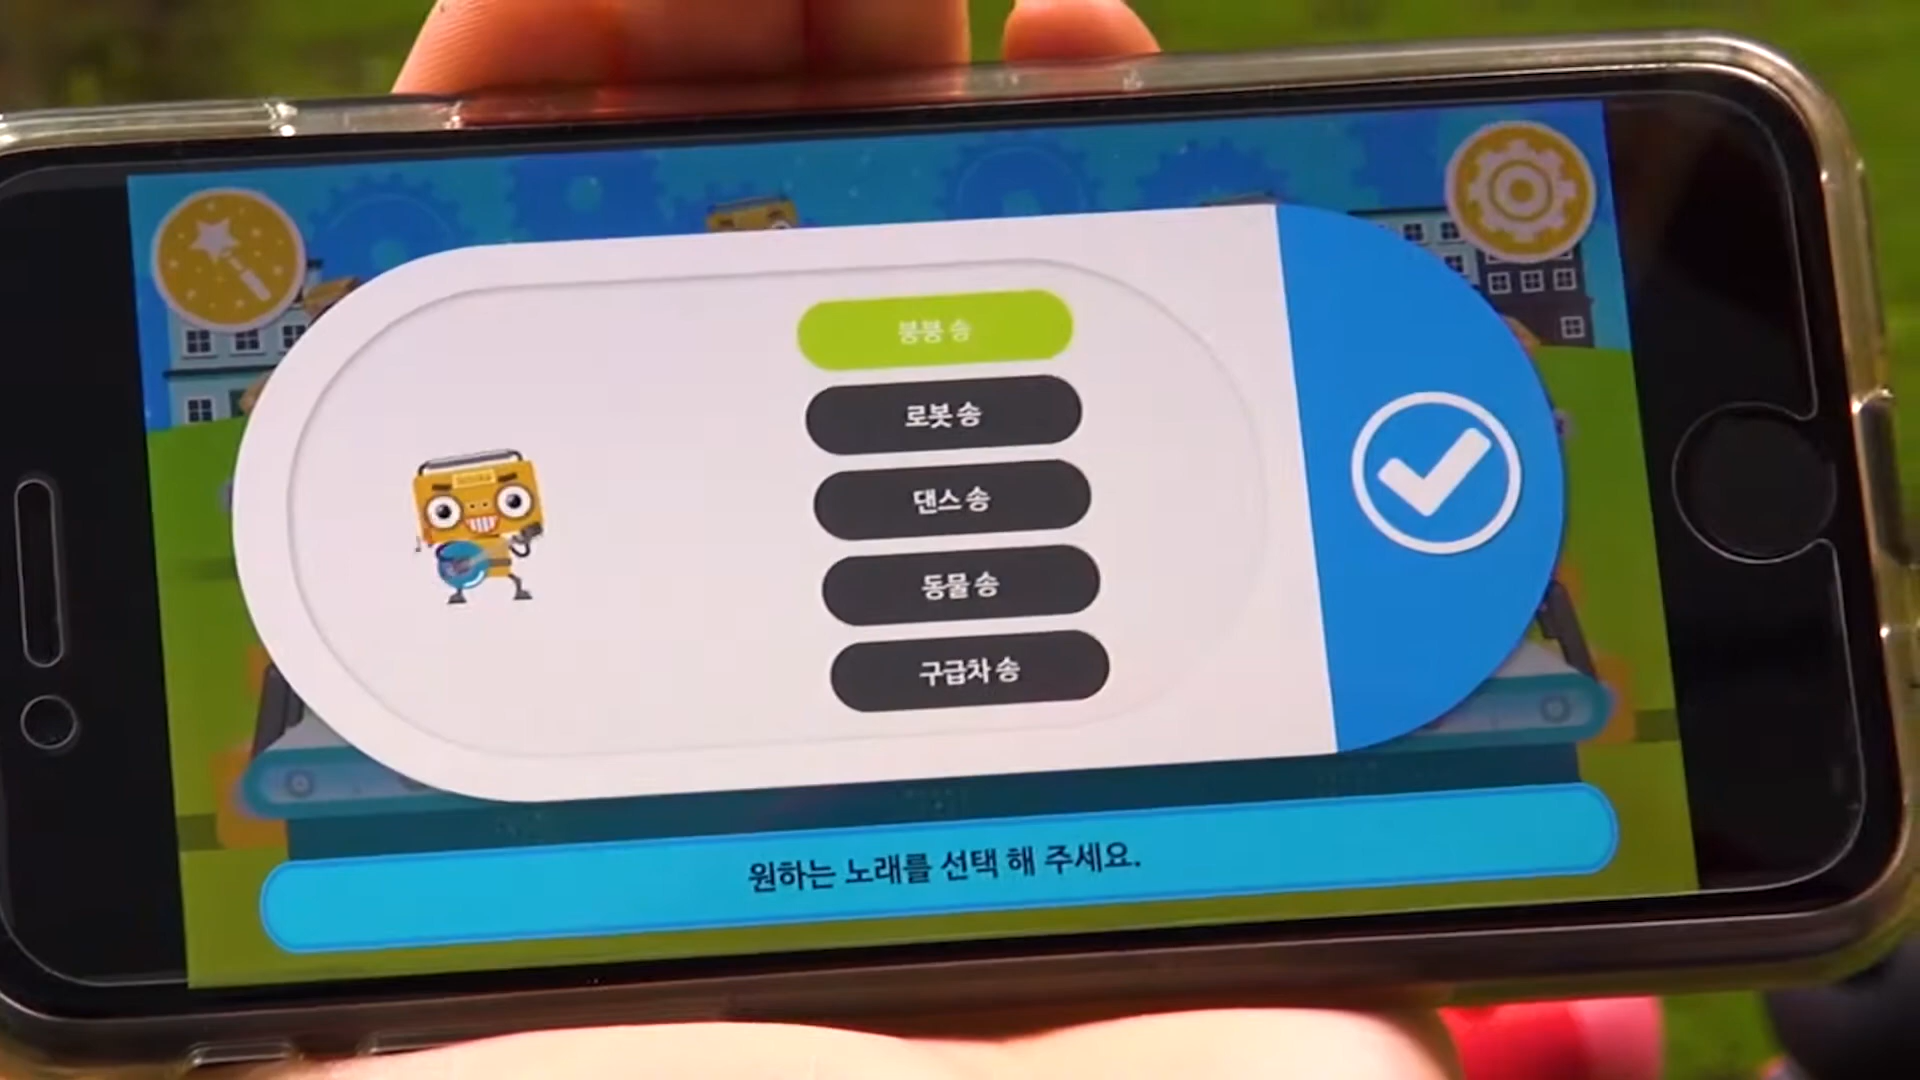 붕붕 송
로봇 송
댄스 송
동물 송
구급차 송
원하는 노래를 선택 해 주세요.